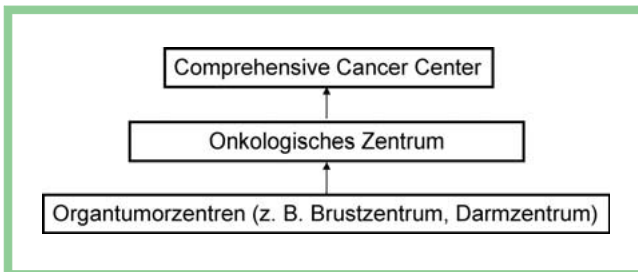 Comprehensive Cancer Center
Onkologisches Zentrum
Organtumorzentren (z. B. Brustzentrum, Darmzentrum)